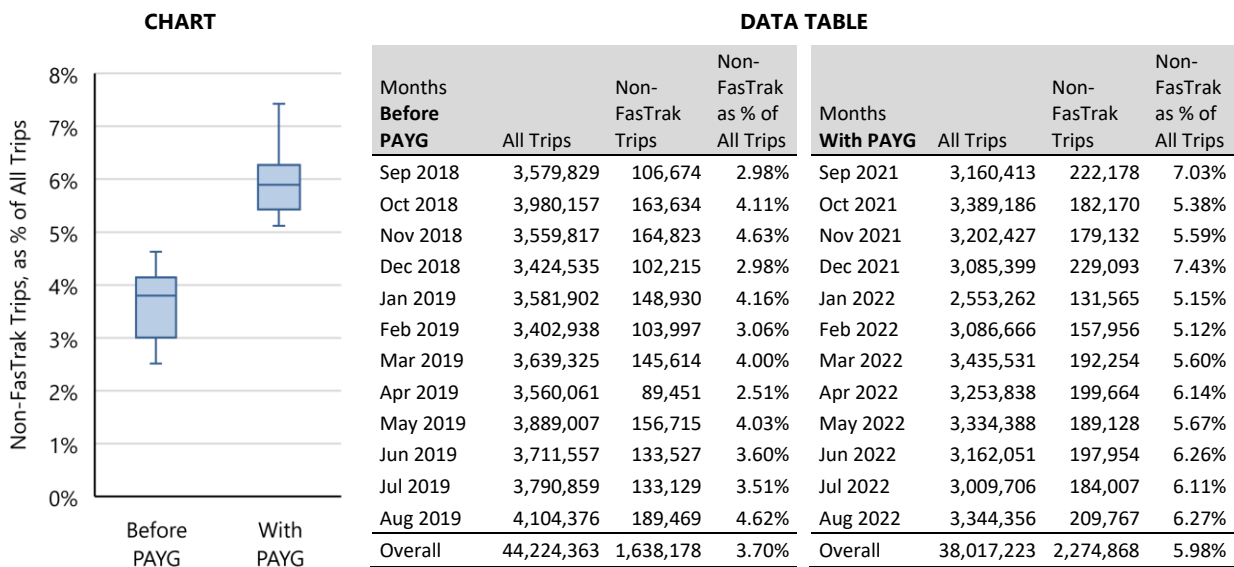 CHART
8%
7%
6%
5%
4%
3%
2%
1%
0%
Non-FasTrak Trips, as % of All Trips
Before
PAYG
With
PAYG
DATA TABLE
Months Before PAYG All Trips Non-FasTrak Trips Non-FasTrak as % of All Trips
Sep 2018 3,579,829 106,674 2.98%
Oct 2018 3,980,157 163,634 4.11%
Nov 2018 3,559,817 164,823 4.63%
Dec 2018 3,424,535 102,215 2.98%
Jan 2019 3,581,902 148,930 4.16%
Feb 2019 3,402,938 103,997 3.06%
Mar 2019 3,639,325 145,614 4.00%
Apr 2019 3,560,061 89,451 2.51%
May 2019 3,889,007 156,715 4.03%
Jun 2019 3,711,557 133,527 3.60%
Jul 2019 3,790,859 133,129 3.51%
Aug 2019 4,104,376 189,469 4.62%
Overall 44,224,363 1,638,178 3.70%
Months With PAYG All Trips Non-FasTrak Trips Non-FasTrak as % of All Trips
Sep 2021 3,160,413 222,178 7.03%
Oct 2021 3,389,186 182,170 5.38%
Nov 2021 3,202,427 179,132 5.59%
Dec 2021 3,085,399 229,093 7.43%
Jan 2022 2,553,262 131,565 5.15%
Feb 2022 3,086,666 157,956 5.12%
Mar 2022 3,435,531 192,254 5.60%
Apr 2022 3,253,838 199,664 6.14%
May 2022 3,334,388 189,128 5.67%
Jun 2022 3,162,051 197,954 6.26%
Jul 2022 3,009,706 184,007 6.11%
Aug 2022 3,344,356 209,767 6.27%
Overall 38,017,223 2,274,868 5.98%